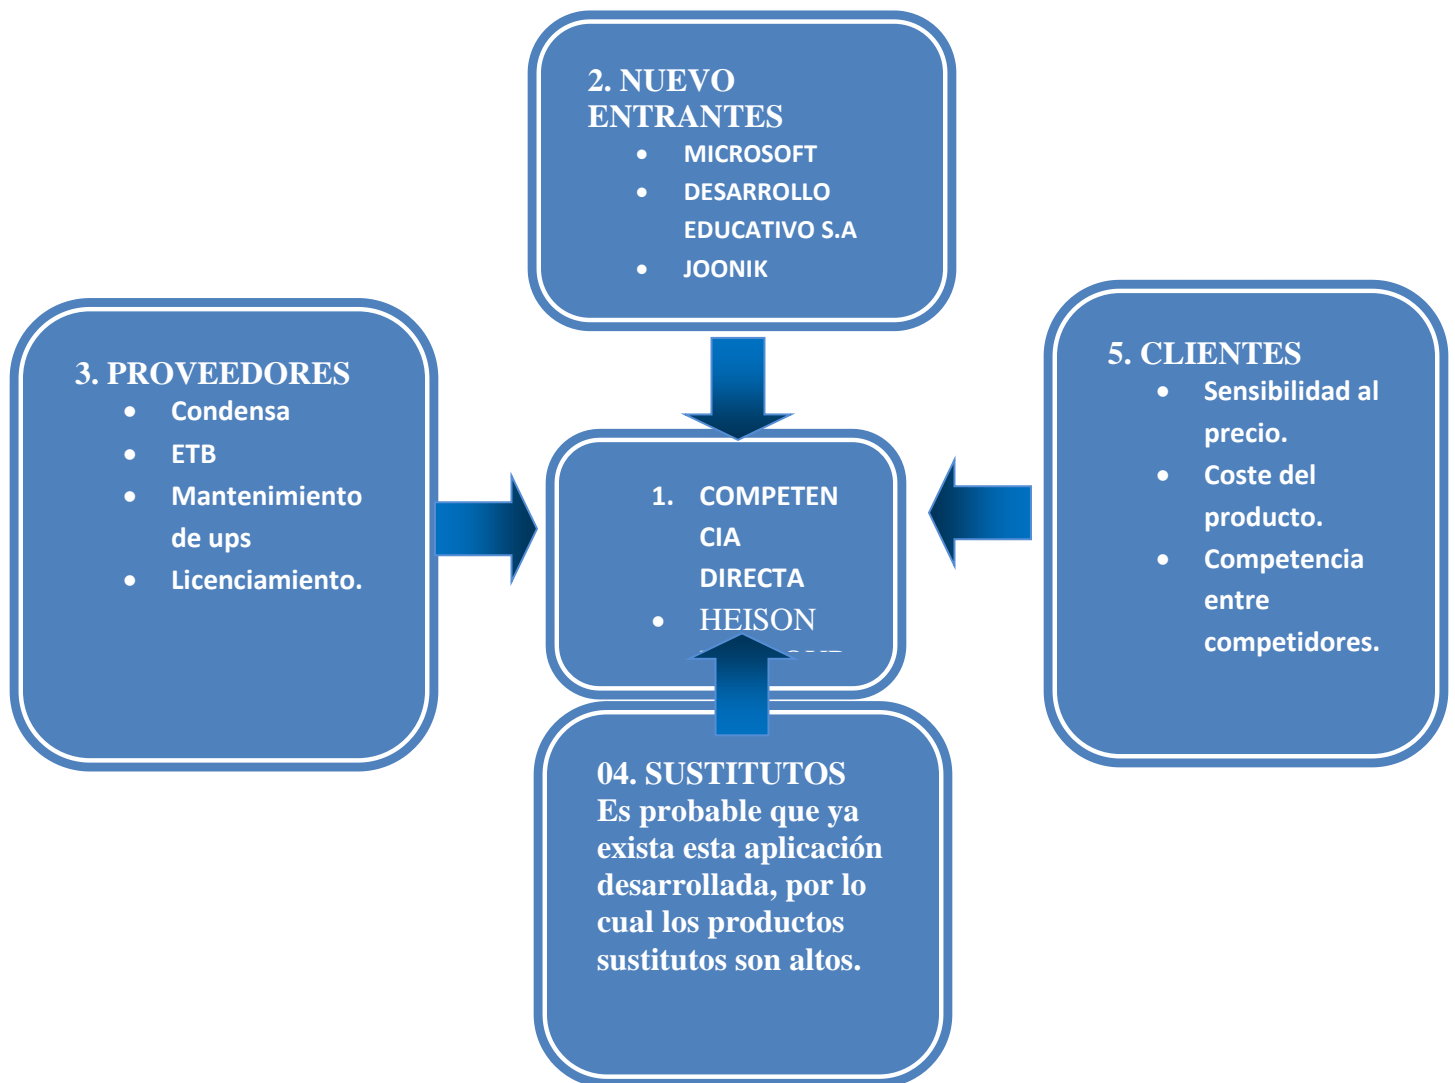 2. NUEVO
ENTRANTES
• MICROSOFT
• DESARROLLO
EDUCATIVO S.A
• JOONIK
3. PROVEEDORES
• Condensa
• ETB
• Mantenimiento
de ups
• Licenciamiento.
1. COMPETEN
CIA
DIRECTA
• HEISON
5. CLIENTES
• Sensibilidad al
precio.
• Coste del
producto.
• Competencia
entre
competidores.
04. SUSTITUTOS
Es probable que ya
exista esta aplicación
desarrollada, por lo
cual los productos
sustitutos son altos.